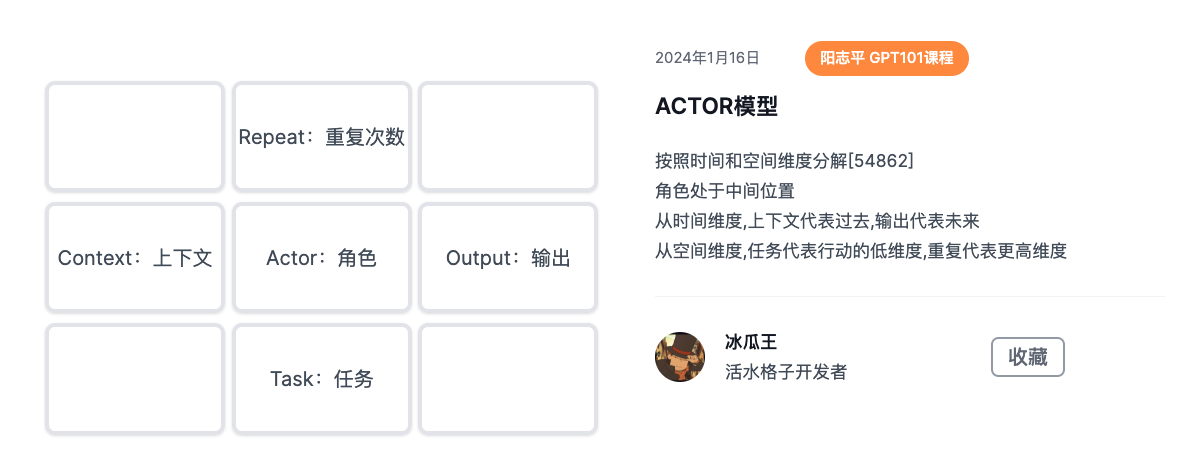 Repeat：重复次数
Context：上下文
Actor：角色
Output：输出
Task：任务
2024年1月16日
阳志平 GPT101课程
ACTOR模型
按照时间和空间维度分解[54862]
角色处于中间位置
从时间维度,上下文代表过去,输出代表未来
从空间维度,任务代表行动的低维度,重复代表更高维度
冰瓜王
活水格子开发者
收藏